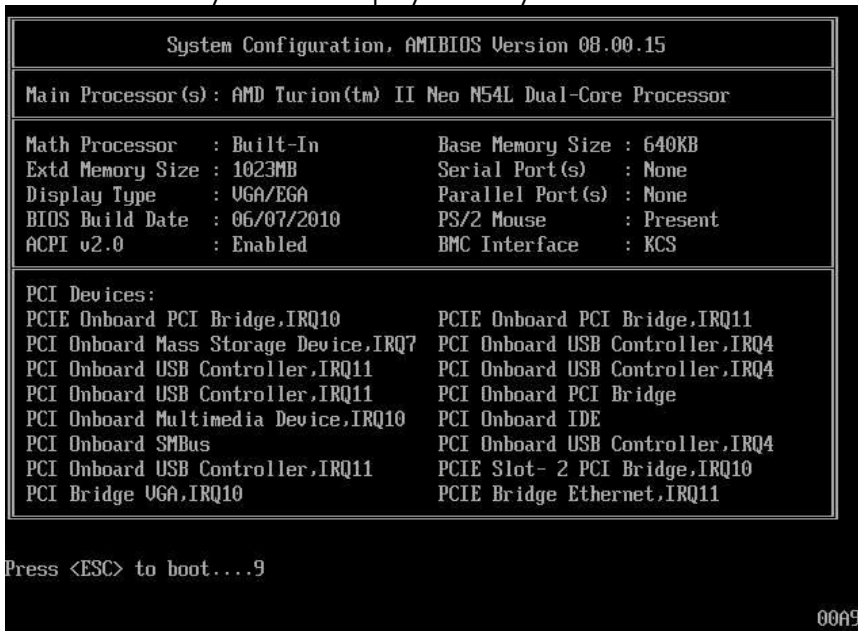 System Configuration, AMIBIOS Version 08.00.15
Main Processor(s): AMD Turion(tm) II Neo N54L Dual-Core Processor
Math Processor : Built-In Base Memory Size : 640KB
Extd Memory Size : 1023MB Serial Port(s) : None
Display Type : VGA/EGA Parallel Port(s) : None
BIOS Build Date : 06/07/2010 PS/2 Mouse : Present
ACPI v2.0 : Enabled BMC Interface : KCS
PCI Devices:
PCIE Onboard PCI Bridge,IRQ10 PCIE Onboard PCI Bridge,IRQ11
PCI Onboard Mass Storage Device,IRQ7 PCI Onboard USB Controller,IRQ4
PCI Onboard USB Controller,IRQ11 PCI Onboard USB Controller,IRQ4
PCI Onboard USB Controller,IRQ11 PCI Onboard PCI Bridge
PCI Onboard Multimedia Device,IRQ10 PCI Onboard IDE
PCI Onboard SMBus PCI Onboard USB Controller,IRQ4
PCI Onboard USB Controller,IRQ11 PCIE Slot- 2 PCI Bridge,IRQ10
PCI Bridge VGA,IRQ10 PCIE Bridge Ethernet,IRQ11
Press <ESC> to boot....9
00A9